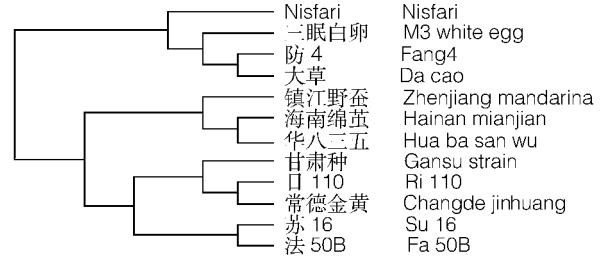 Nisfari Nisfari
三眠白卵 M3 white egg
防 4 Fang4
大草 Da cao
镇江野蚕 Zhenjiang mandarina
海南绵茧 Hainan mianjian
华八三五 Hua ba san wu
甘肃种 Gansu strain
日 110 Ri 110
常德金黄 Changde jinhuang
苏 16 Su 16
法 50B Fa 50B